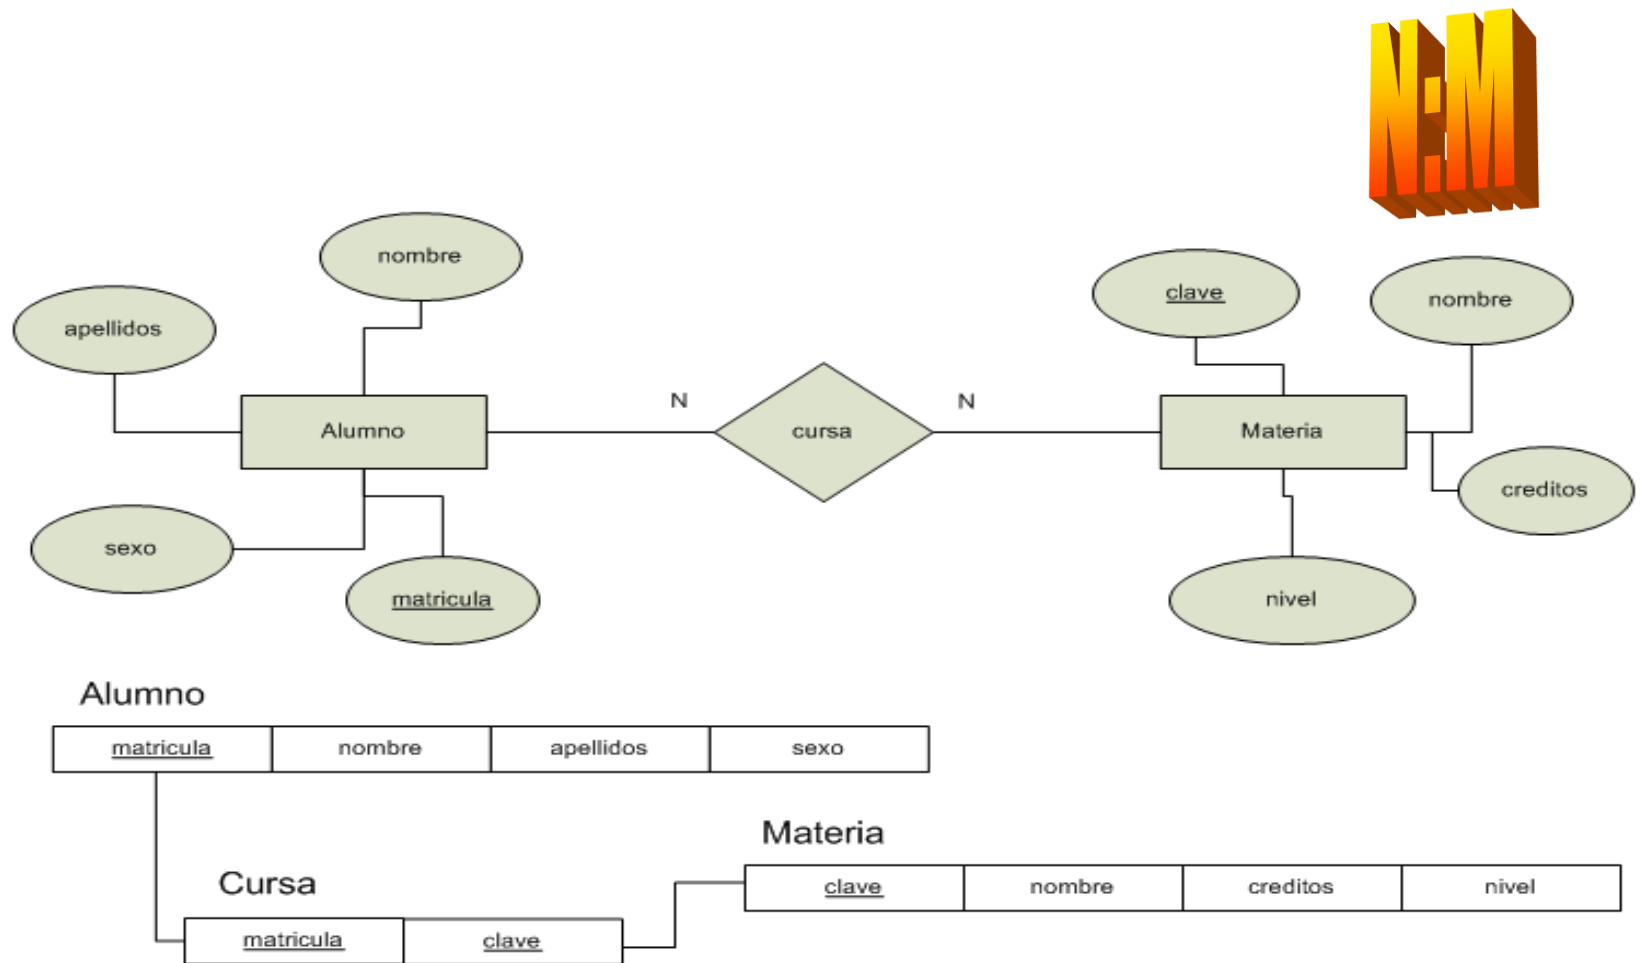 N:M
nombre
clave
nombre
apellidos
N
N
Alumno
cursa
Materia
creditos
sexo
matricula
nivel
Alumno
matricula nombre apellidos sexo
Materia
clave nombre creditos nivel
Cursa
matricula clave